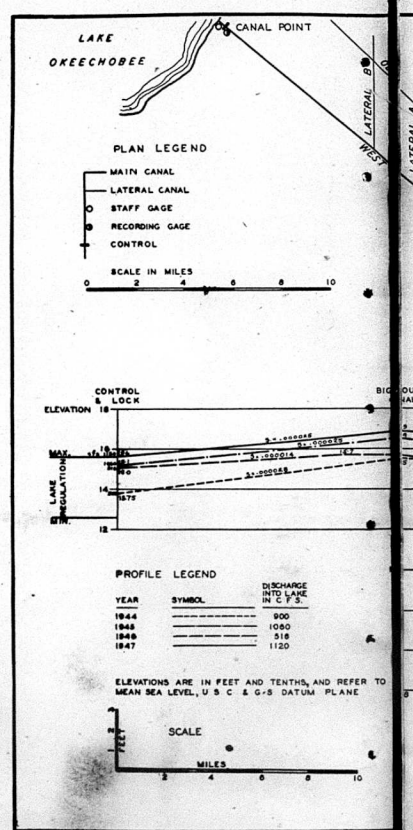 LAKE
OKEECHOBEE
CANAL POINT
LATERAL B
LATERAL A
WEST
PLAN LEGEND
MAIN CANAL
LATERAL CANAL
STAFF GAGE
RECORDING GAGE
CONTROL
SCALE IN MILES
0 2 4 6 8 10
CONTROL
& LOCK
ELEVATION
18
16
14
12
MAX.
LAKE
REGULATION
MIN.
S=.000014
PROFILE LEGEND
YEAR SYMBOL DISCHARGE
INTO LAKE
IN C.F.S.
1944 900
1945 1060
1946 516
1947 1120
ELEVATIONS ARE IN FEET AND TENTHS, AND REFER TO
MEAN SEA LEVEL, U S C & G-S DATUM PLANE
SCALE
FEET
MILES
2 4 6 8 10